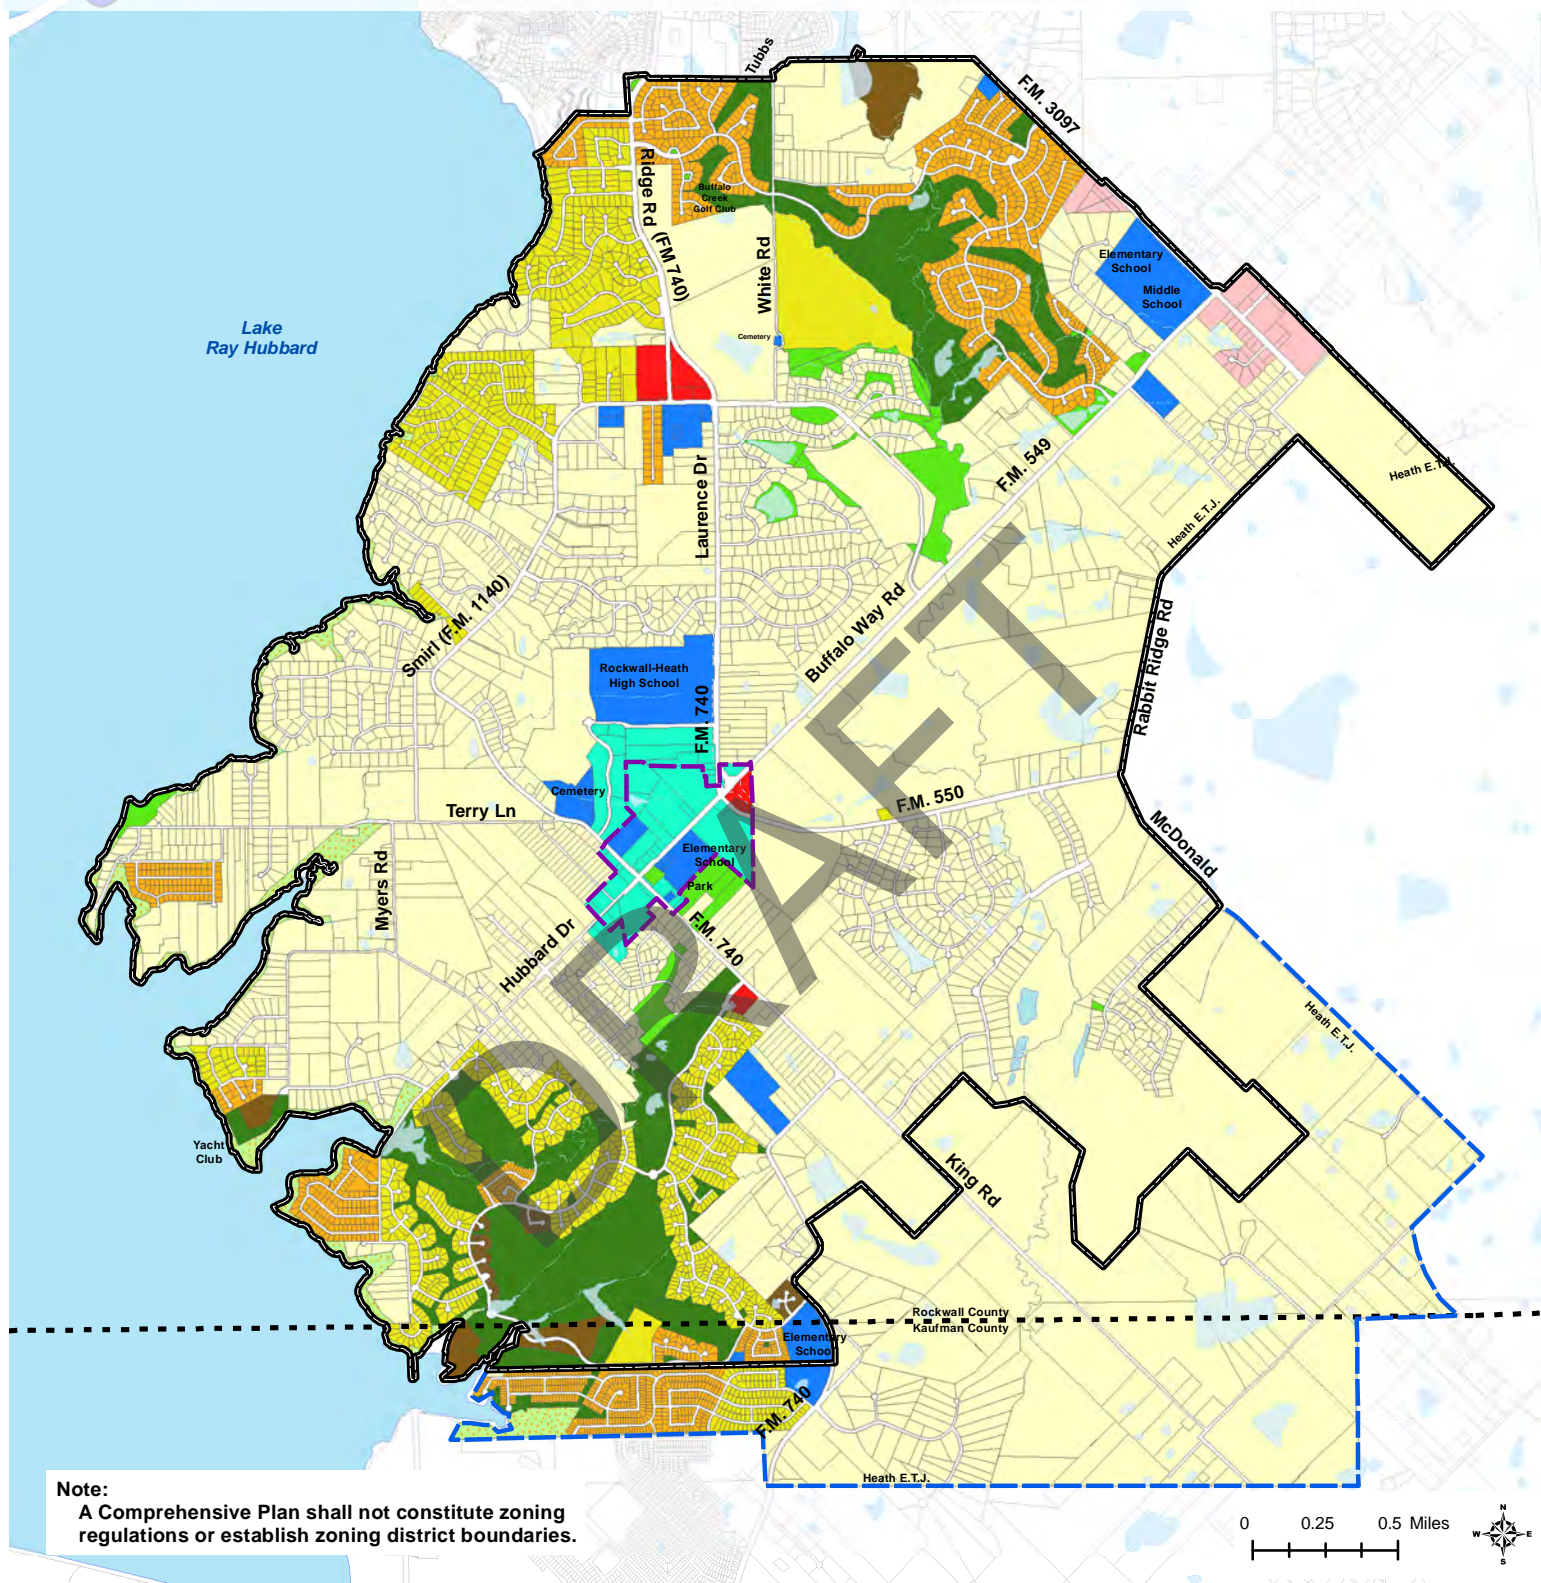 Tubbs
F.M. 3097
Ridge Rd (FM 740)
Buffalo
Creek
Golf Club
White Rd
Elementary
School
Middle
School
Lake
Ray Hubbard
Cemetery
Laurence Dr
F.M. 549
Heath E.T.J.
Heath E.T.J.
Smirl (F.M. 1140)
Buffalo Way Rd
Rabbit Ridge Rd
Rockwall-Heath
High School
F.M. 740
Cemetery
Terry Ln
F.M. 550
McDonald
Elementary
School
Park
Myers Rd
Hubbard Dr
F.M. 740
Heath E.T.J.
DRAFT
Yacht
Club
King Rd
Rockwall County
Kaufman County
Elementary
School
F.M. 740
Heath E.T.J.
Note:
A Comprehensive Plan shall not constitute zoning
regulations or establish zoning district boundaries.
0 0.25 0.5 Miles
N
W E
S